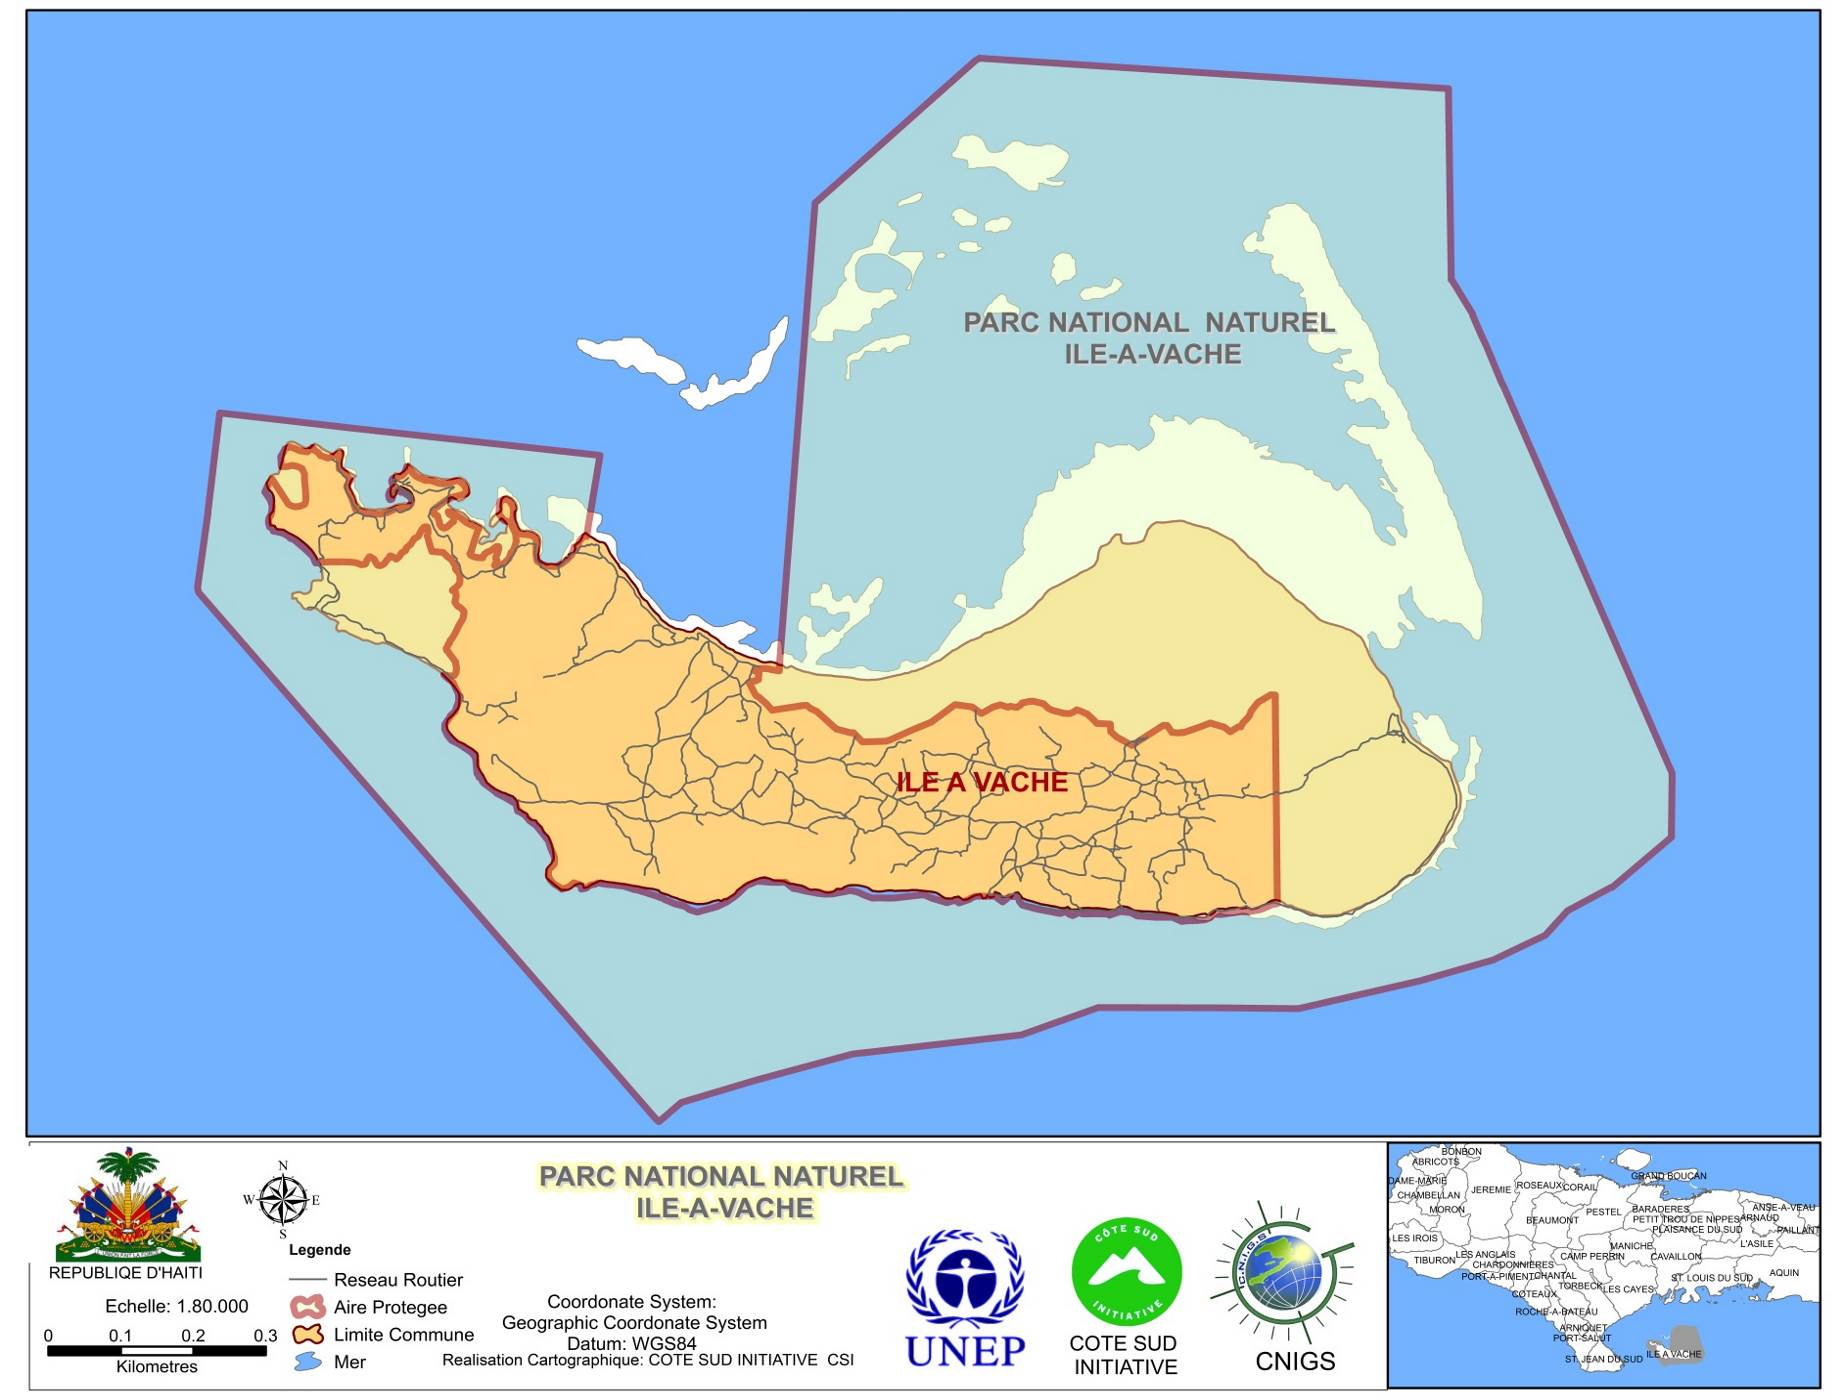 PARC NATIONAL NATUREL
ILE-A-VACHE
ILE A VACHE
REPUBLIQUE D'HAITI
Echelle: 1.80.000
0 0.1 0.2 0.3
Kilometres
N
W E
S
Legende
Reseau Routier
Aire Protegee
Limite Commune
Mer
PARC NATIONAL NATUREL
ILE-A-VACHE
Coordonate System:
Geographic Coordonate System
Datum: WGS84
Realisation Cartographique: COTE SUD INITIATIVE CSI
UNEP
CÔTE SUD
INITIATIVE
COTE SUD
INITIATIVE
C.N.I.G.S
CNIGS
BONBON
ABRICOTS
GRAND BOUCAN
DAME-MARIE
JEREMIE
ROSEAUX
CORAIL
CHAMBELLAN
MORON
PESTEL
BARADERES
ANSE-A-VEAU
BEAUMONT
PETIT TROU DE NIPPES
ARNAUD
PLAISANCE DU SUD
PAILLANT
LES IROIS
MANICHE
L'ASILE
TIBURON
LES ANGLAIS
CAMP PERRIN
CAVAILLON
CHARDONNIERES
PORT-A-PIMENT
CHANTAL
ST. LOUIS DU SUD
AQUIN
TORBECK
LES CAYES
COTEAUX
ROCHE-A-BATEAU
ARNIQUET
PORT-SALUT
ST. JEAN DU SUD
ILE A VACHE